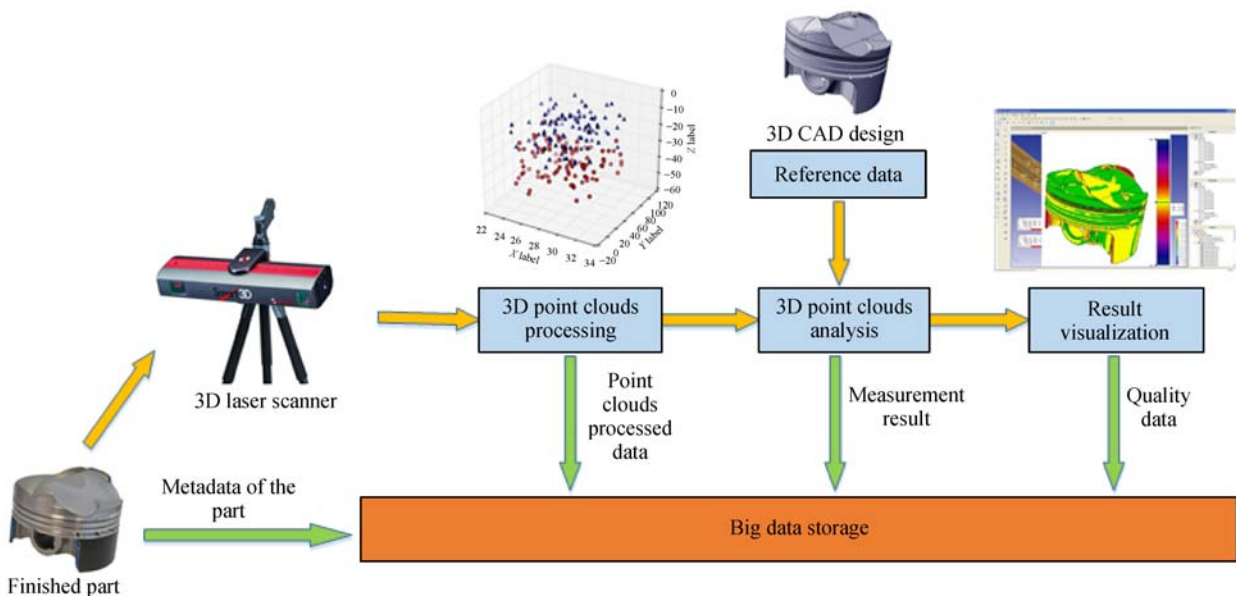 3D CAD design
Reference data
0
−10
−20
−30
−40
−50
−60
Z label
120
100
80
60
40
20
0
−20
Y label
22
24
26
28
30
32
34
X label
3D
3D laser scanner
3D point clouds
processing
3D point clouds
analysis
Result
visualization
Point
clouds
processed
data
Measurement
result
Quality
data
Metadata of the
part
Big data storage
Finished part